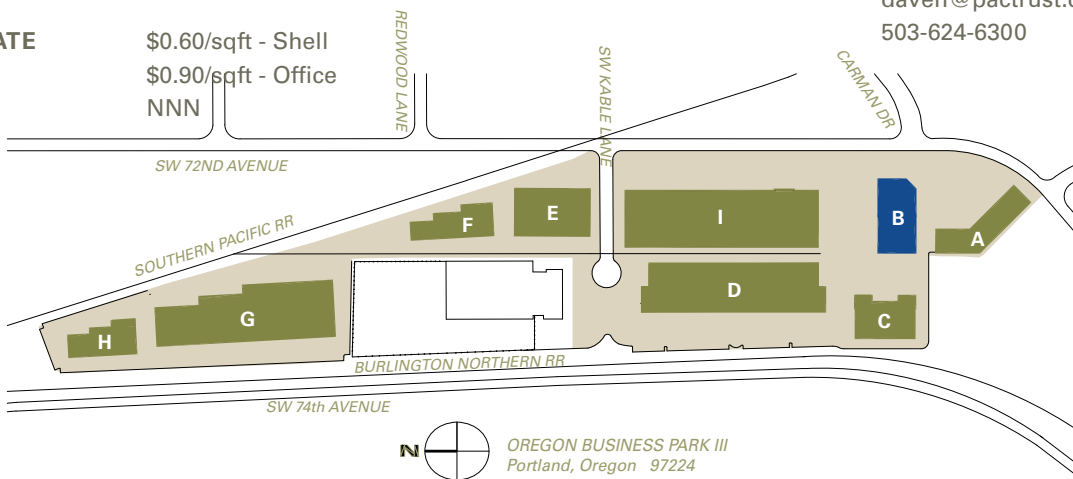 $0.60/sqft - Shell
$0.90/sqft - Office
NNN
503-624-6300
REDWOOD LANE
SW KABLE LANE
CARMAN DR
SW 72ND AVENUE
SOUTHERN PACIFIC RR
F
E
I
B
A
H
G
D
C
BURLINGTON NORTHERN RR
SW 74th AVENUE
N
OREGON BUSINESS PARK III
Portland, Oregon 97224